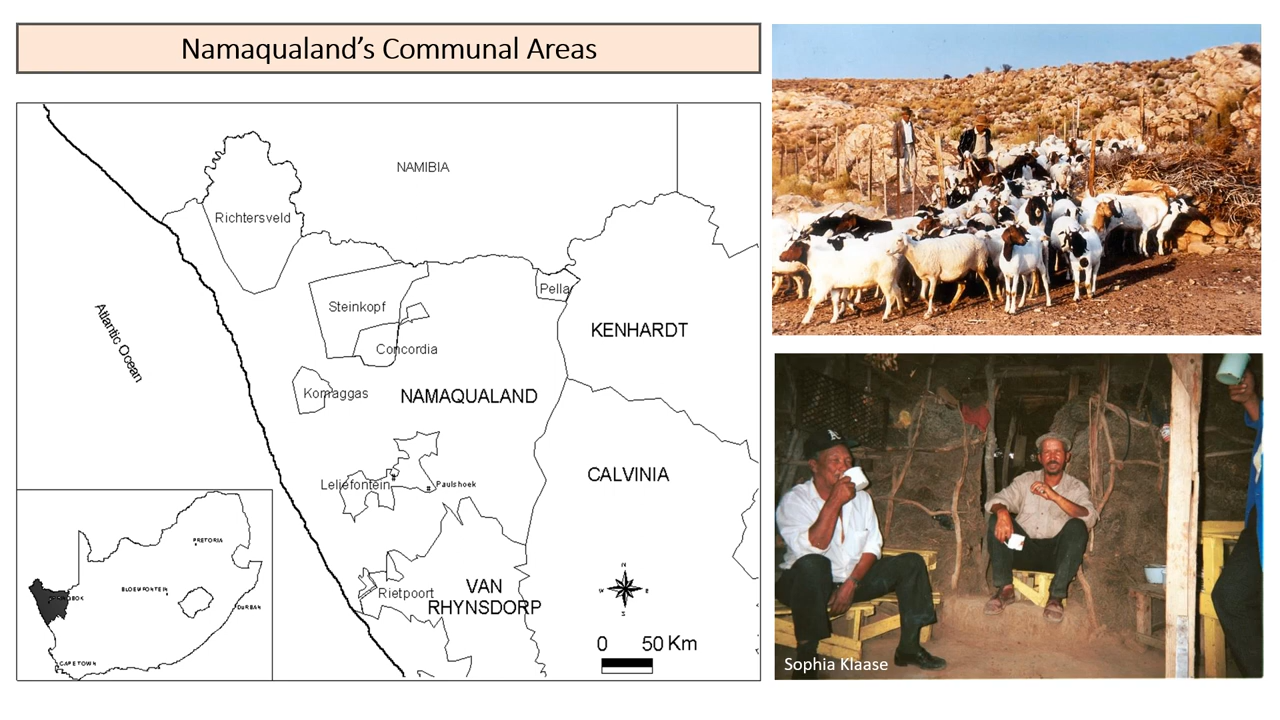 Namaqualand's Communal Areas
NAMIBIA
Richtersveld
Steinkopf
Pella
Concordia
KENHARDT
Atlantic Ocean
Komaggas
NAMAQUALAND
CALVINIA
Leliefontein
Paulshoek
Rietpoort
VAN
RHYNSDORP
N
W
S
0 50 Km
PRETORIA
BLOEMFONTEIN
DURBAN
CAPE TOWN
Sophia Klaase